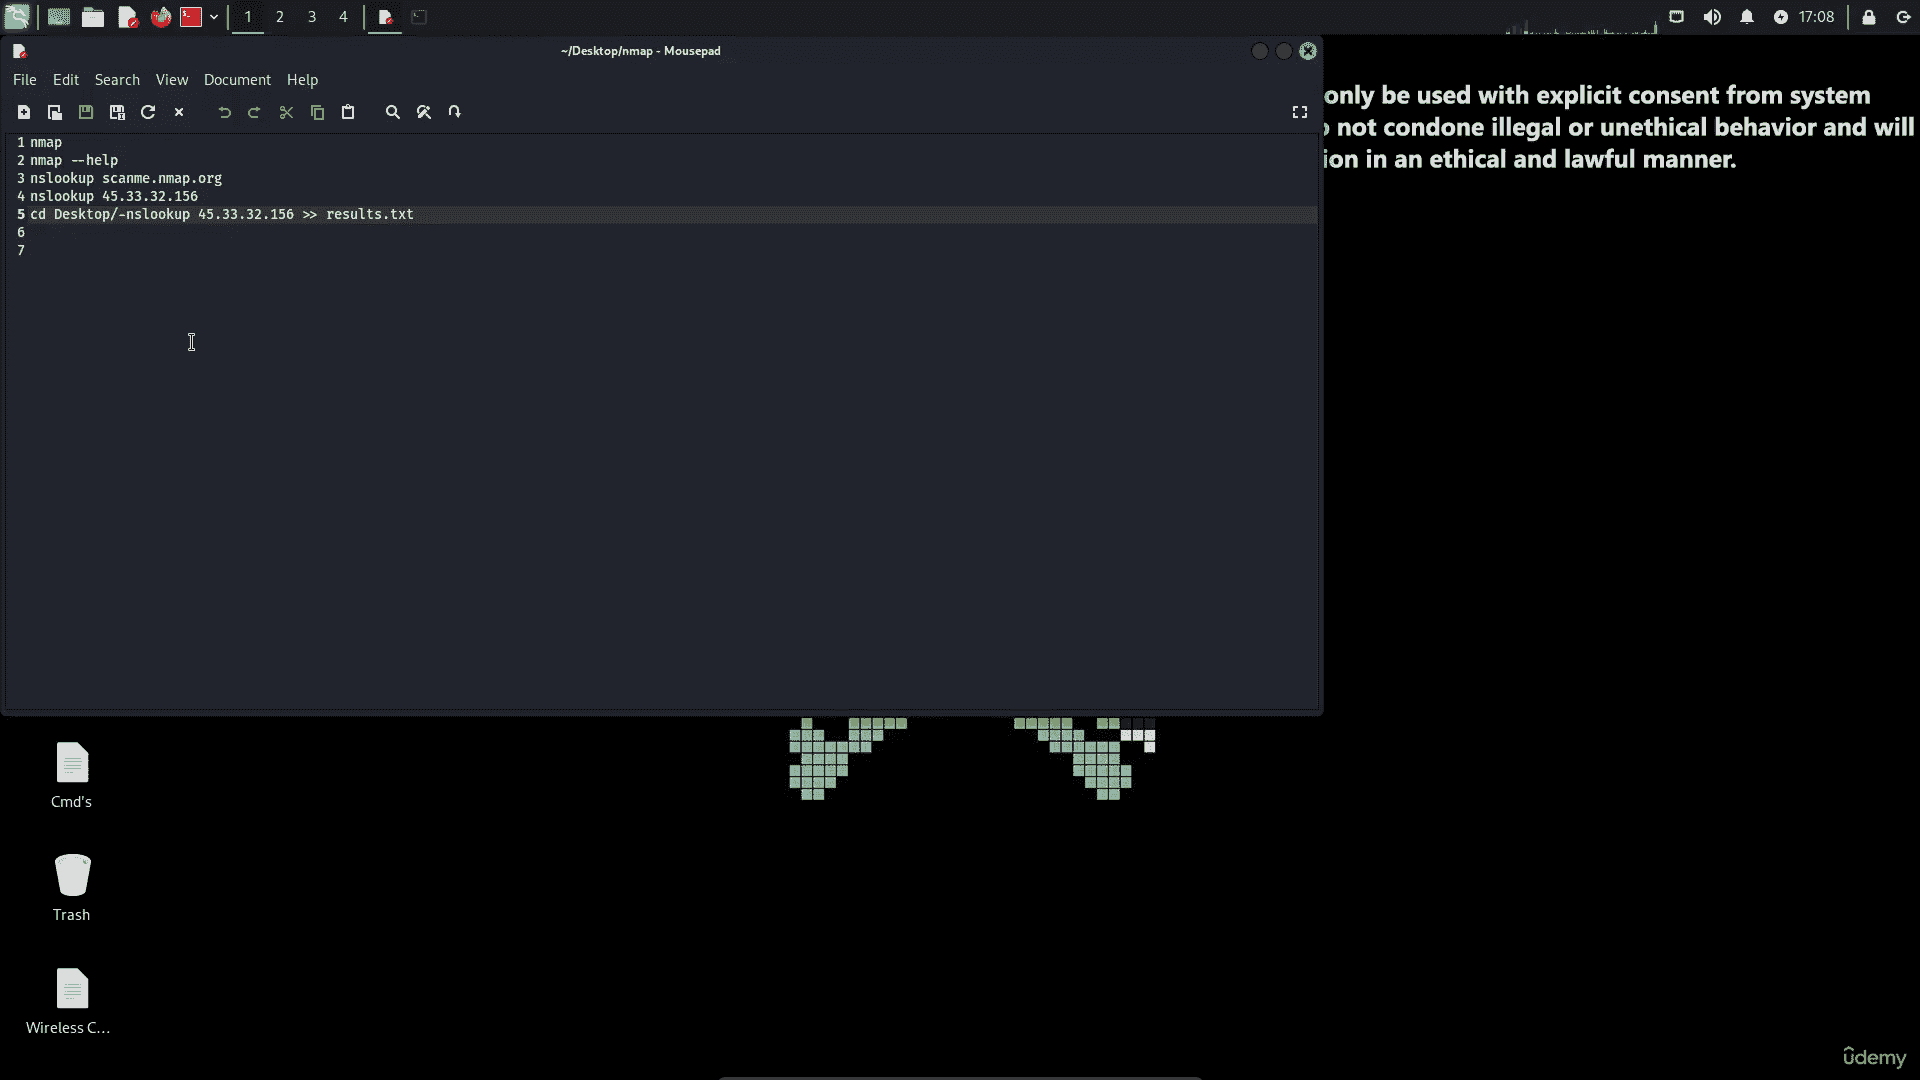 1 2 3 4
17:08
~/Desktop/nmap - Mousepad
File Edit Search View Document Help
1 nmap
2 nmap --help
3 nslookup scanme.nmap.org
4 nslookup 45.33.32.156
5 cd Desktop/-nslookup 45.33.32.156 >> results.txt
6
7
only be used with explicit consent from system
not condone illegal or unethical behavior and will
ion in an ethical and lawful manner.
Cmd's
Trash
Wireless C...
ûdemy